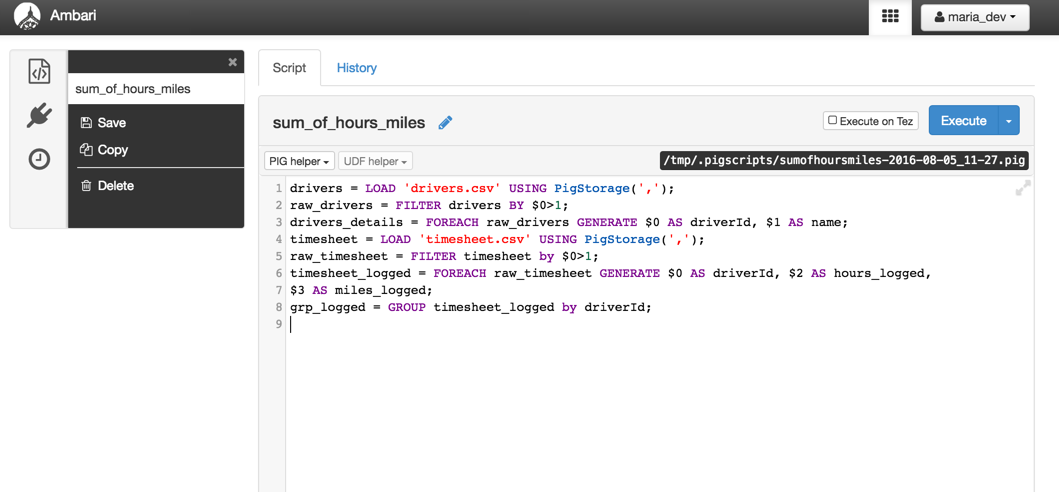 Ambari
maria_dev
sum_of_hours_miles
Save
Copy
Delete
Script History
sum_of_hours_miles
Execute on Tez
Execute
PIG helper
UDF helper
/tmp/.pigscripts/sumofhoursmiles-2016-08-05_11-27.pig
1 drivers = LOAD 'drivers.csv' USING PigStorage(',');
2 raw_drivers = FILTER drivers BY $0>1;
3 drivers_details = FOREACH raw_drivers GENERATE $0 AS driverId, $1 AS name;
4 timesheet = LOAD 'timesheet.csv' USING PigStorage(',');
5 raw_timesheet = FILTER timesheet by $0>1;
6 timesheet_logged = FOREACH raw_timesheet GENERATE $0 AS driverId, $2 AS hours_logged,
7 $3 AS miles_logged;
8 grp_logged = GROUP timesheet_logged by driverId;
9